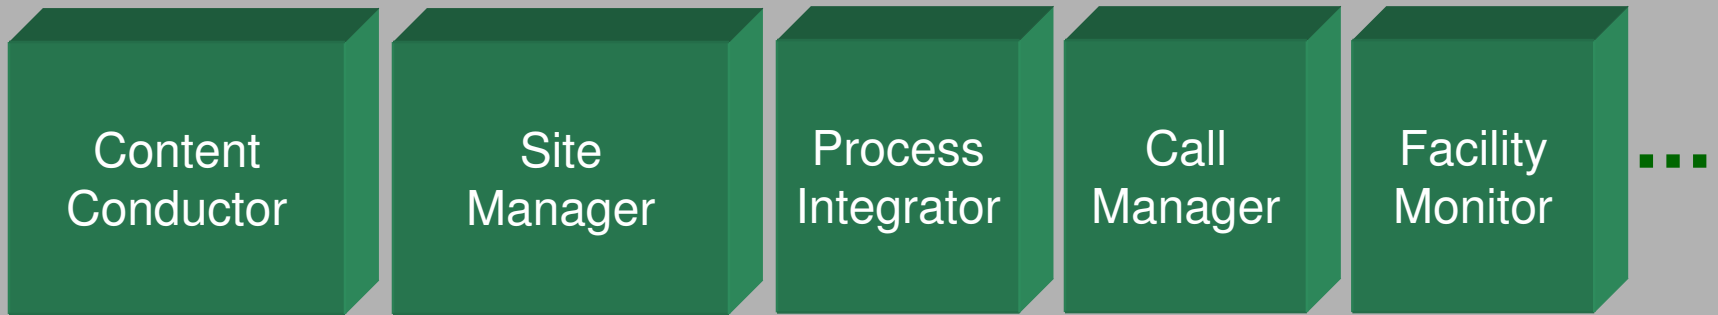 Content
Conductor
Site
Manager
Process
Integrator
Call
Manager
Facility
Monitor
...